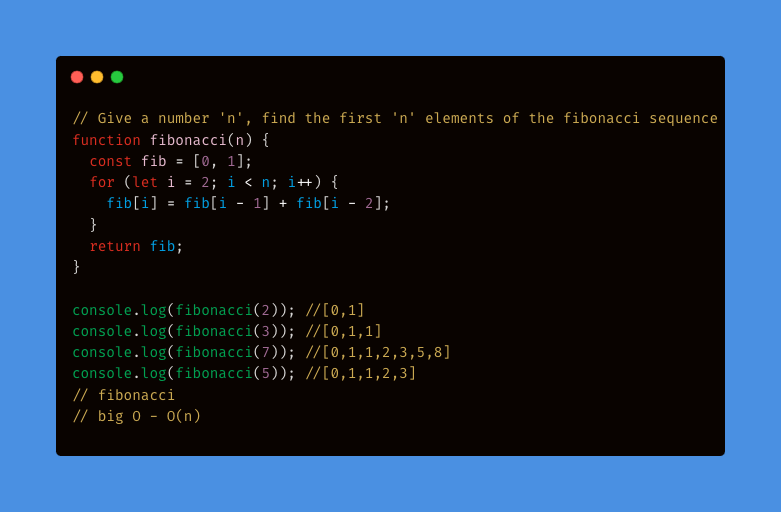 // Give a number 'n', find the first 'n' elements of the fibonacci sequence
function fibonacci(n) {
  const fib = [0, 1];
  for (let i = 2; i < n; i++) {
    fib[i] = fib[i - 1] + fib[i - 2];
  }
  return fib;
}

console.log(fibonacci(2)); //[0,1]
console.log(fibonacci(3)); //[0,1,1]
console.log(fibonacci(7)); //[0,1,1,2,3,5,8]
console.log(fibonacci(5)); //[0,1,1,2,3]
// fibonacci
// big O - O(n)